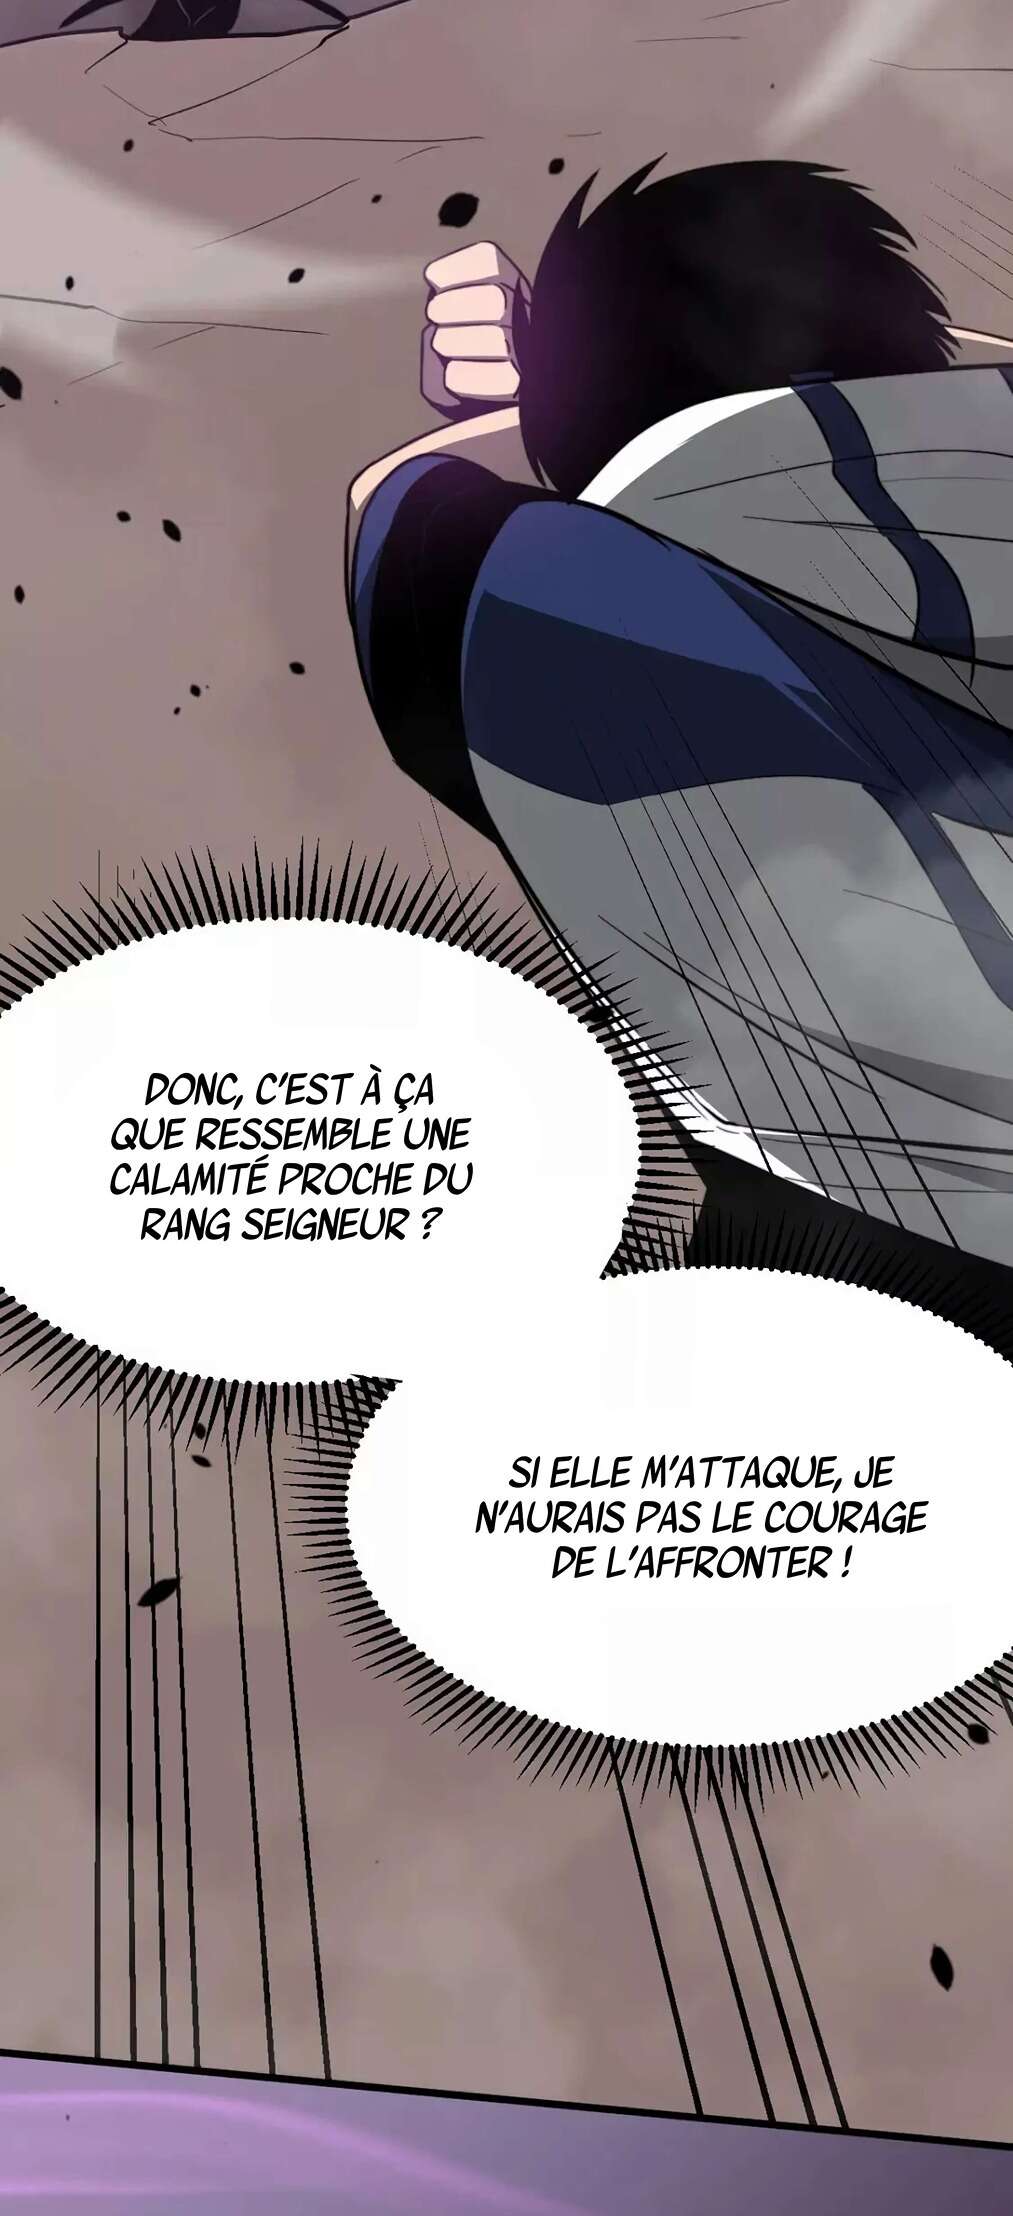 DONC, C'EST À ÇA
QUE RESSEMBLE UNE
CALAMITÉ PROCHE DU
RANG SEIGNEUR ?
SI ELLE M'ATTAQUE, JE
N'AURAIS PAS LE COURAGE
DE L'AFFRONTER !